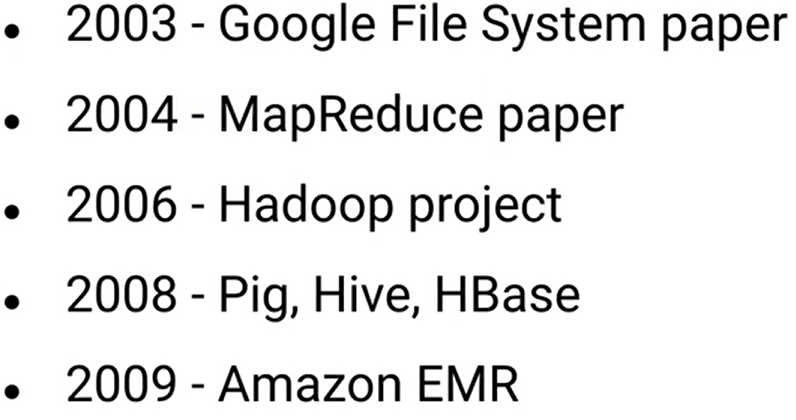 • 2003 - Google File System paper
• 2004 - MapReduce paper
• 2006 - Hadoop project
• 2008 - Pig, Hive, HBase
• 2009 - Amazon EMR